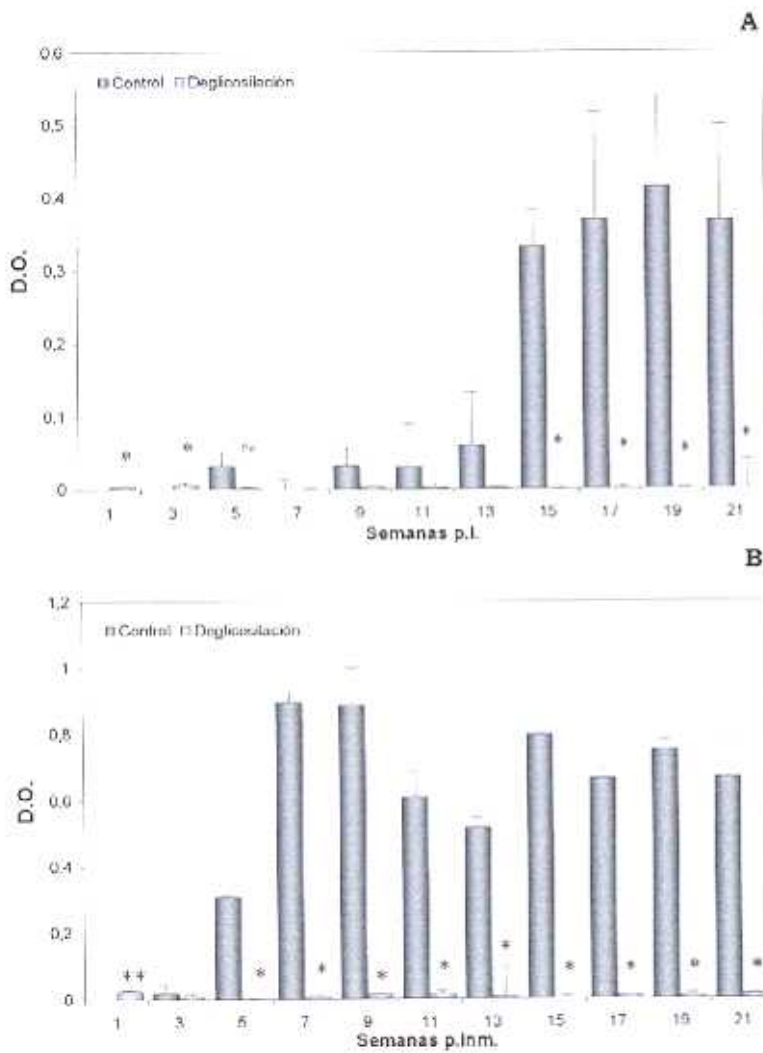 A
0,6
Control Deglicosilación
0,5
0,4
0,3
D.O.
0,2
0,1
0
1 3 5 7 9 11 13 15 17 19 21
Semanas p.I.
B
1,2
Control Deglicosilación
1
0,8
D.O.
0,6
0,4
0,2
0
1 3 5 7 9 11 13 15 17 19 21
Semanas p.Inm.